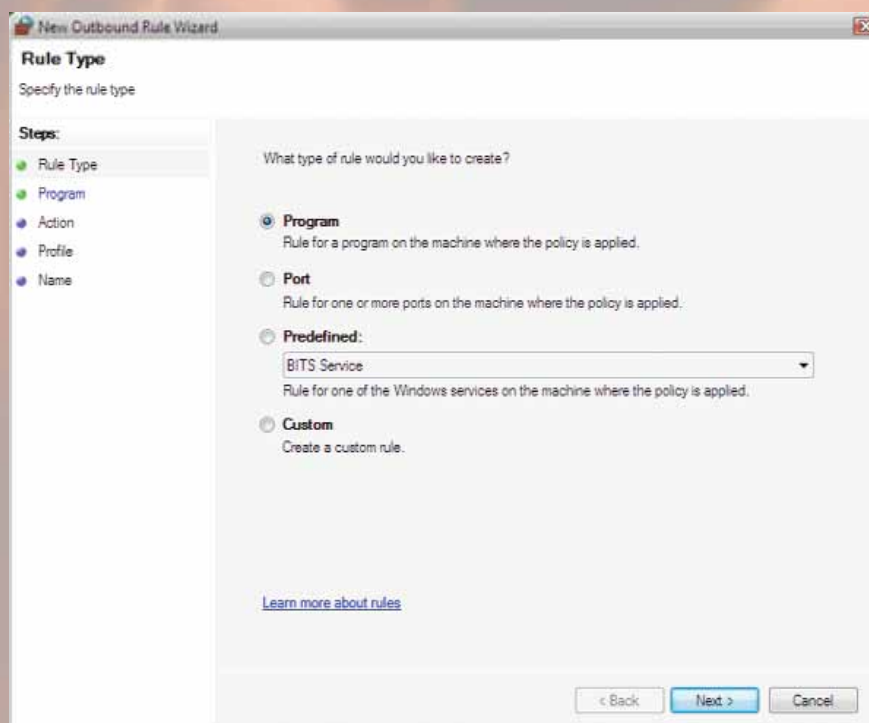 New Outbound Rule Wizard
Rule Type
Specify the rule type
Steps:
Rule Type
Program
Action
Profile
Name
What type of rule would you like to create?
Program
Rule for a program on the machine where the policy is applied.
Port
Rule for one or more ports on the machine where the policy is applied.
Predefined:
BITS Service
Rule for one of the Windows services on the machine where the policy is applied.
Custom
Create a custom rule.
Learn more about rules
< Back
Next >
Cancel